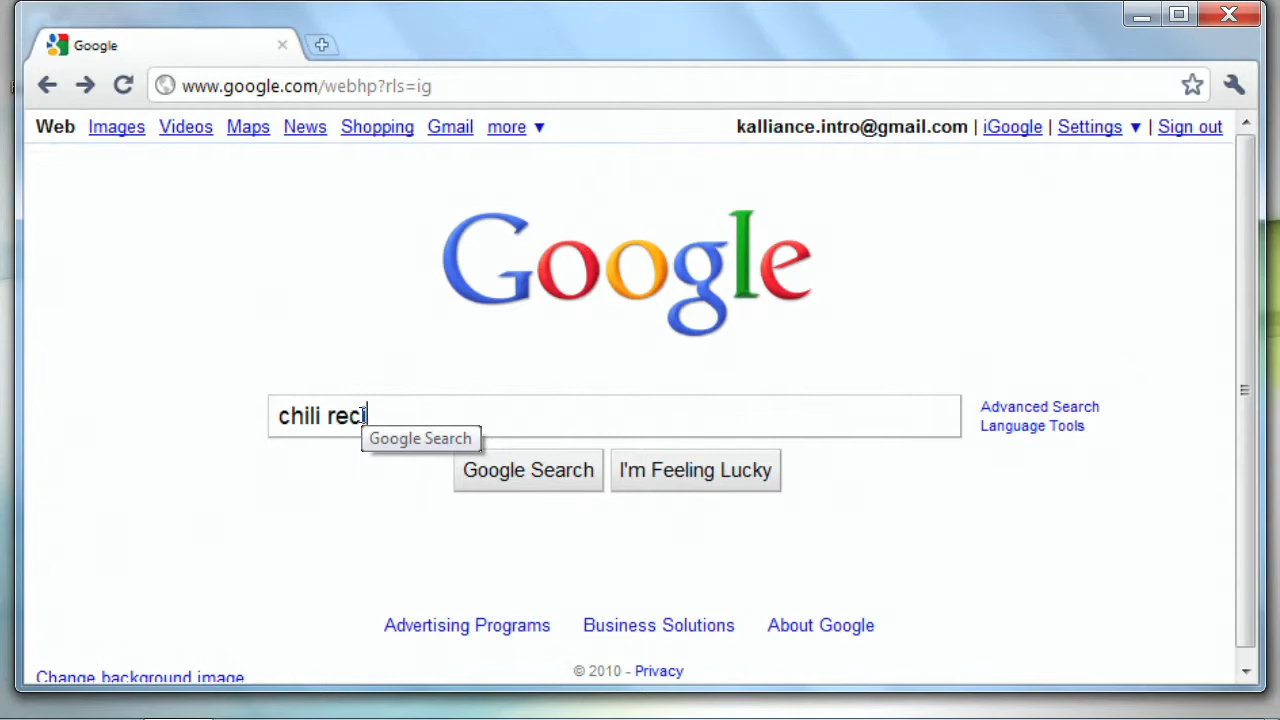 Google
www.google.com/webhp?rls=ig
Web Images Videos Maps News Shopping Gmail more ▼ kalliance.intro@gmail.com | iGoogle | Settings ▼ | Sign out
Google
chili reci
Google Search
Advanced Search
Language Tools
Google Search I'm Feeling Lucky
Advertising Programs Business Solutions About Google
© 2010 - Privacy
Change background image